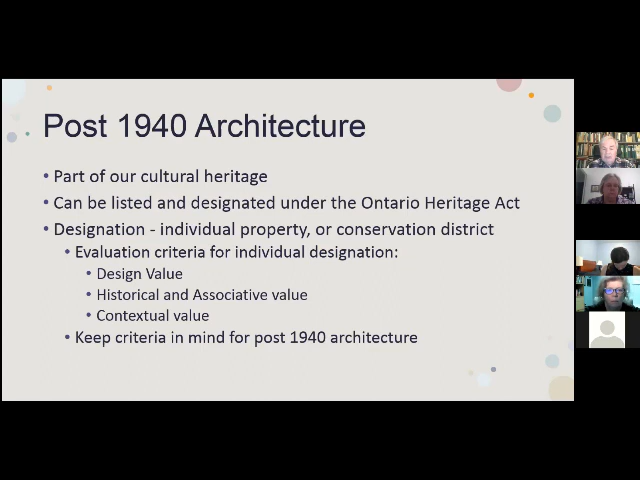 Post 1940 Architecture
• Part of our cultural heritage
• Can be listed and designated under the Ontario Heritage Act
• Designation - individual property, or conservation district
• Evaluation criteria for individual designation:
• Design Value
• Historical and Associative value
• Contextual value
• Keep criteria in mind for post 1940 architecture